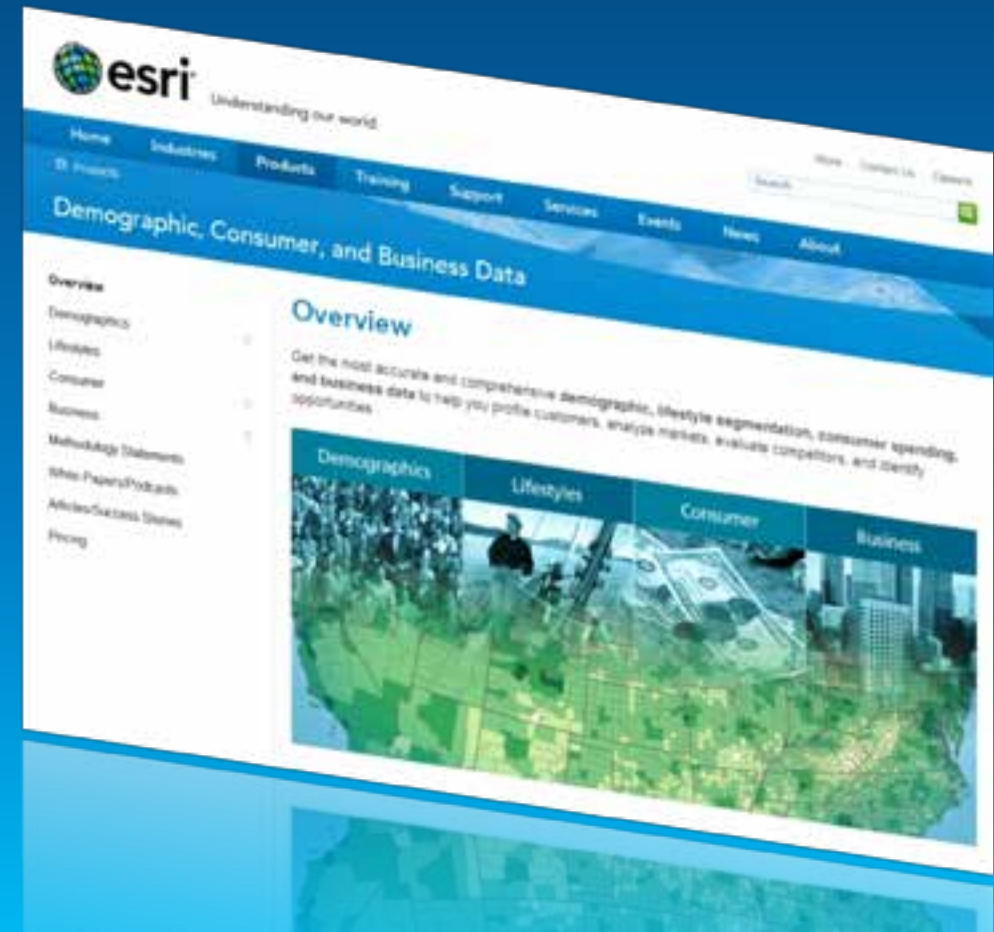 esri
Understanding our world.
More Contact Us Careers
Search
Home Industries Products Training Support Services Events News About
Products
Demographic, Consumer, and Business Data
Overview
Demographics
Lifestyles
Consumer
Business
Methodology Statements
White Papers/Podcasts
Articles/Success Stories
Pricing
Overview
Get the most accurate and comprehensive demographic, lifestyle segmentation, consumer spending,
and business data to help you profile customers, analyze markets, evaluate competitors, and identify
opportunities.
Demographics Lifestyles Consumer Business